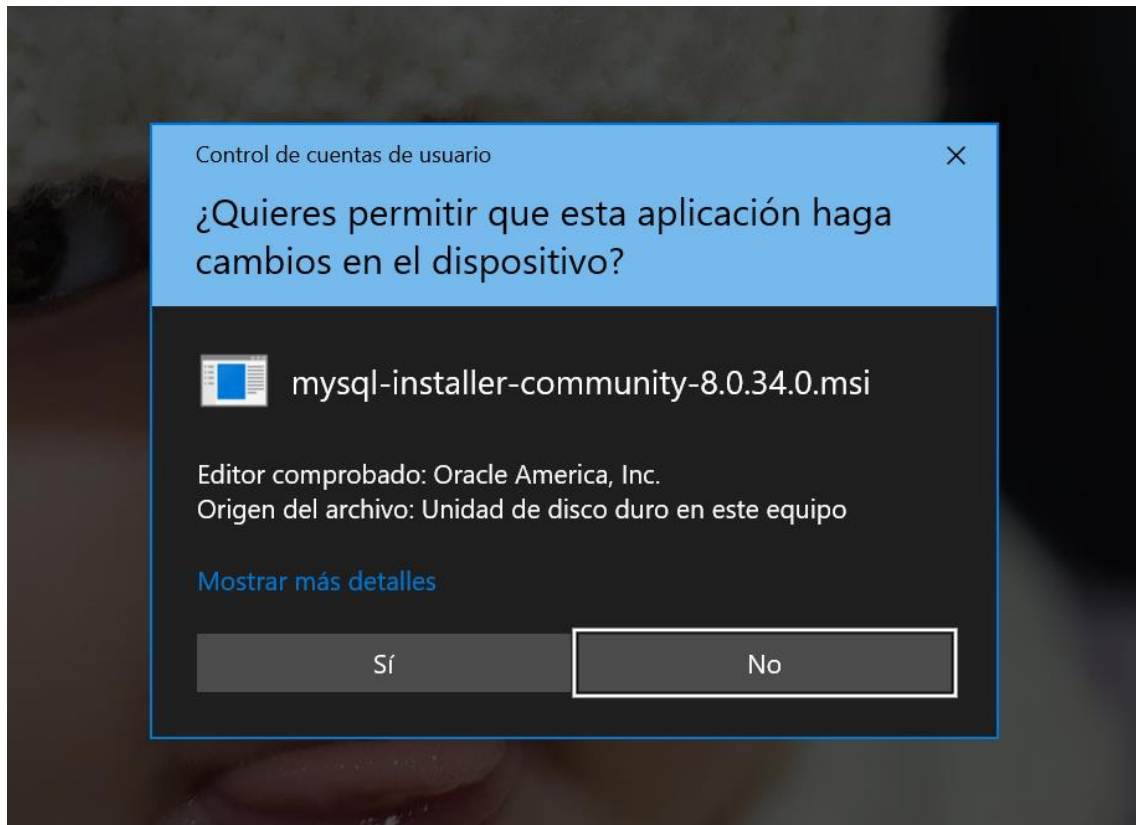 Control de cuentas de usuario
¿Quieres permitir que esta aplicación haga
cambios en el dispositivo?
mysql-installer-community-8.0.34.0.msi
Editor comprobado: Oracle America, Inc.
Origen del archivo: Unidad de disco duro en este equipo
Mostrar más detalles
Sí
No